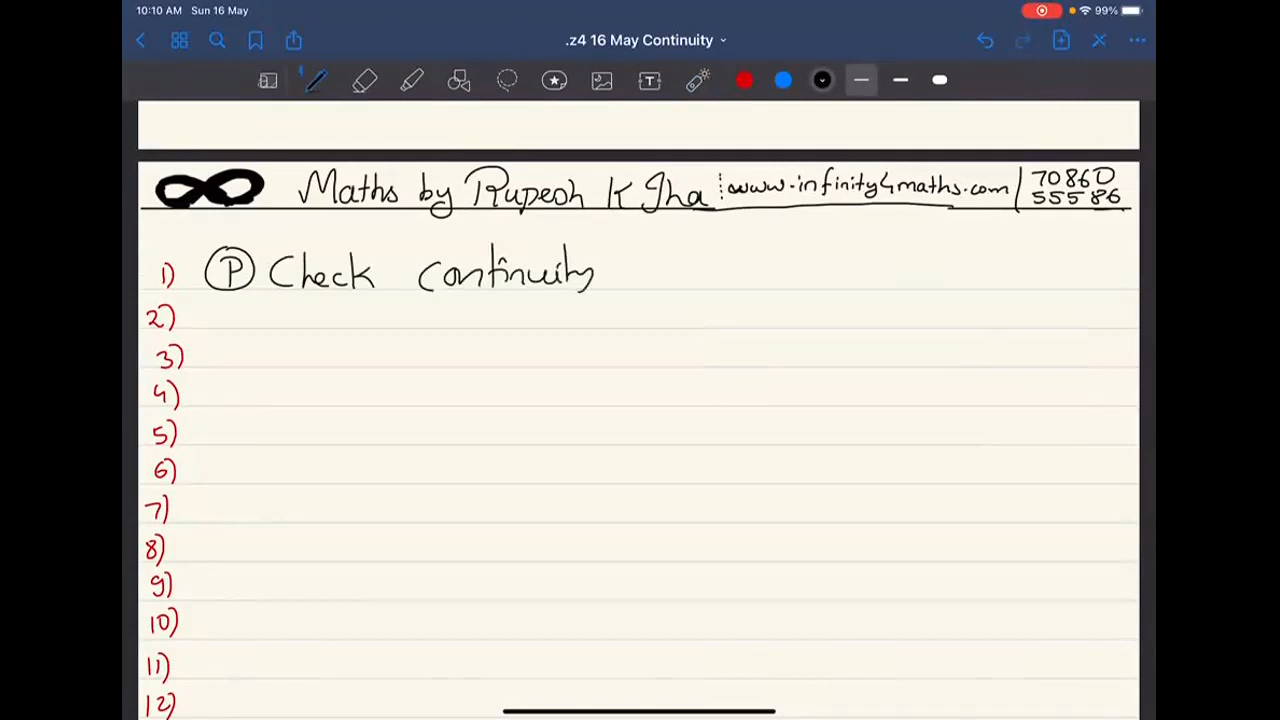 10:10 AM Sun 16 May 99%
.z4 16 May Continuity
T
∞ Maths by Rupesh K Jha www.infinity4maths.com 70860 55586
1) P Check continuity
2)
3)
4)
5)
6)
7)
8)
9)
10)
11)
12)